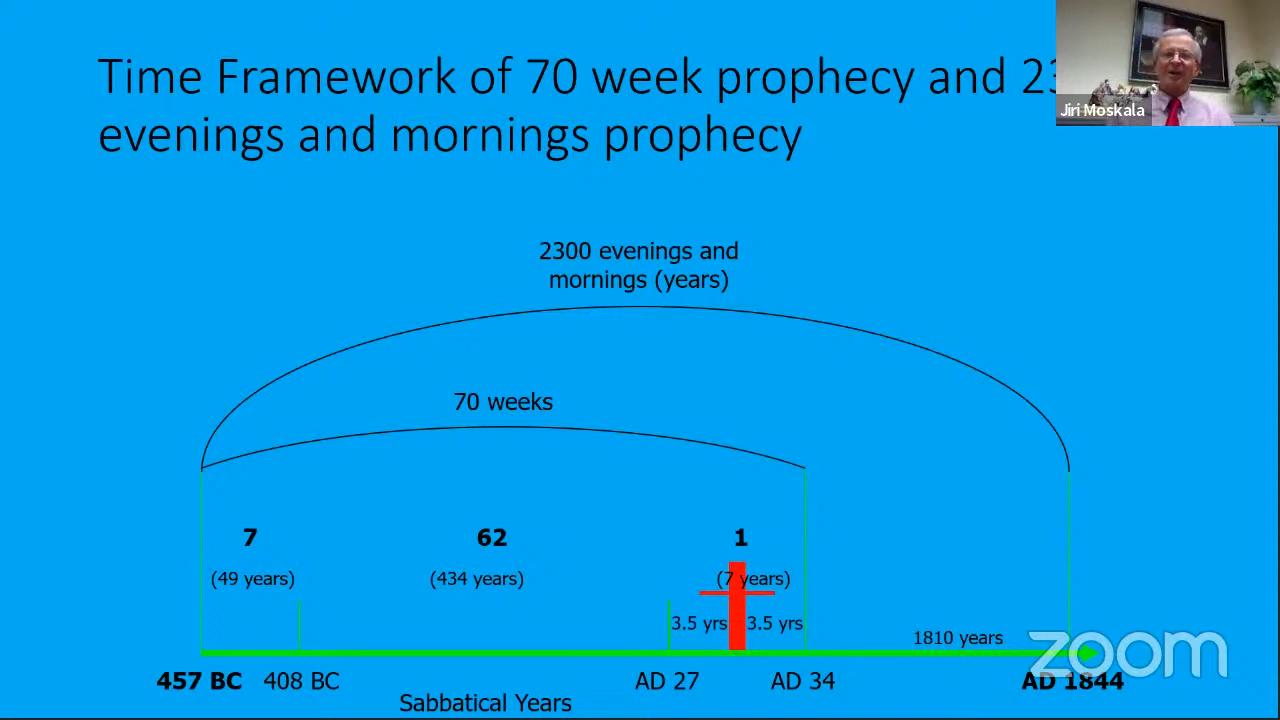 Time Framework of 70 week prophecy and
evenings and mornings prophecy
Jiri Moskala
2300 evenings and
mornings (years)
70 weeks
7
62
1
(49 years)
(434 years)
(7 years)
3.5 yrs
3.5 yrs
1810 years
zoom
457 BC
408 BC
AD 27
AD 34
AD 1844
Sabbatical Years